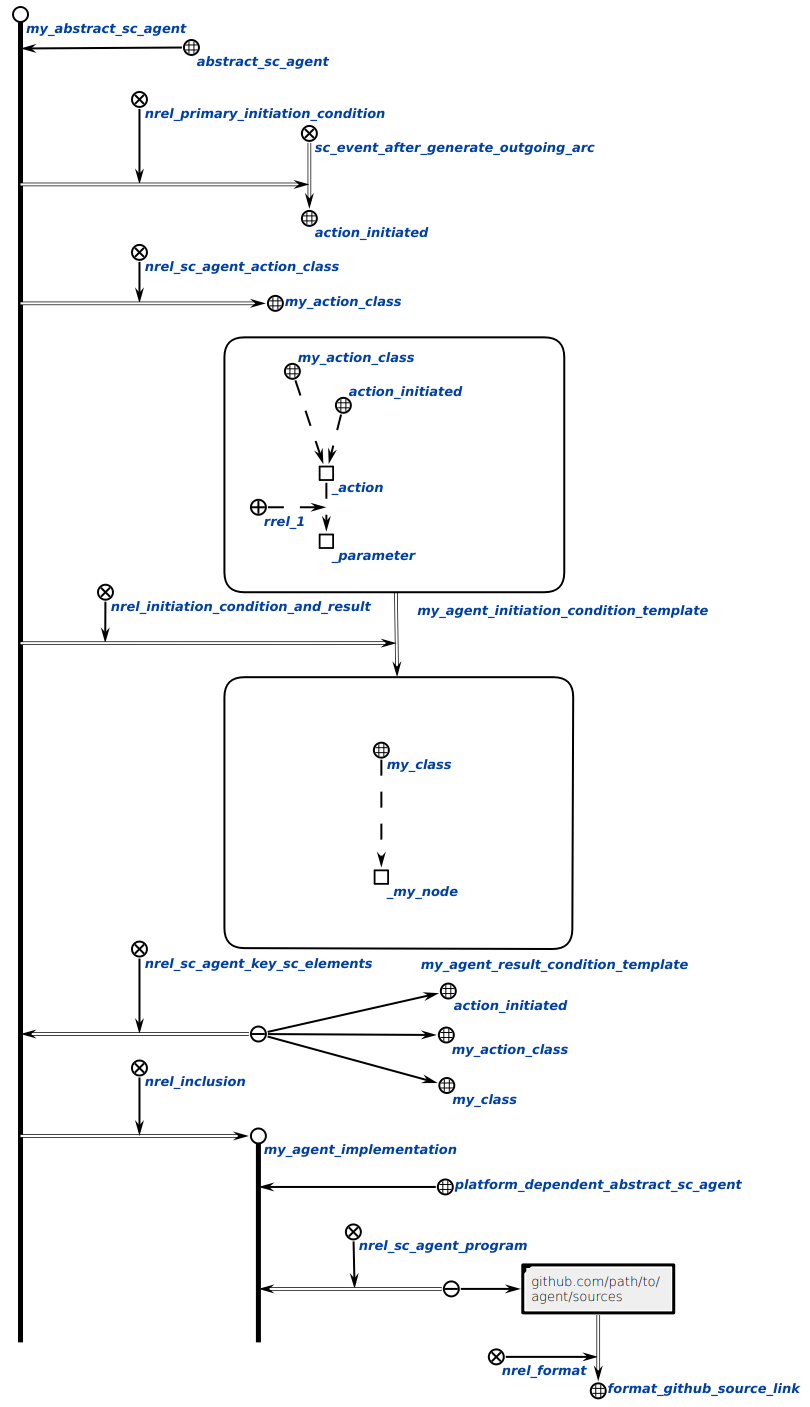 my_abstract_sc_agent
abstract_sc_agent
nrel_primary_initiation_condition
sc_event_after_generate_outgoing_arc
action_initiated
nrel_sc_agent_action_class
my_action_class
my_action_class
action_initiated
_action
rrel_1
_parameter
nrel_initiation_condition_and_result
my_agent_initiation_condition_template
my_class
_my_node
nrel_sc_agent_key_sc_elements
my_agent_result_condition_template
action_initiated
my_action_class
nrel_inclusion
my_class
my_agent_implementation
platform_dependent_abstract_sc_agent
nrel_sc_agent_program
github.com/path/to/
agent/sources
nrel_format
format_github_source_link